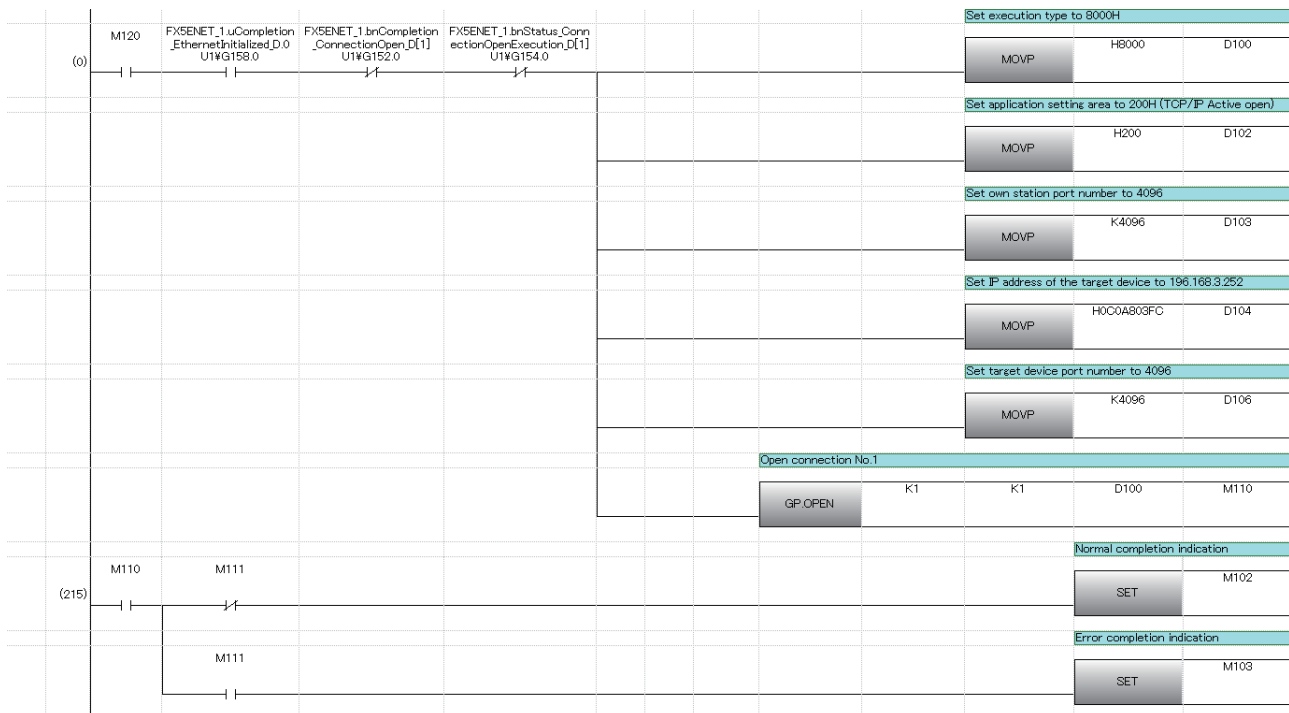 Set execution type to 8000H
M120
FX5ENET_1.uCompletion
_EthernetInitialized_D.0
U1¥G158.0
FX5ENET_1.bnCompletion
_ConnectionOpen_D[1]
U1¥G152.0
FX5ENET_1.bnStatus_Conn
ectionOpenExecution_D[1]
U1¥G154.0
(0)
MOVP
H8000
D100
Set application setting area to 200H (TCP/IP Active open)
MOVP
H200
D102
Set own station port number to 4096
MOVP
K4096
D103
Set IP address of the target device to 196.168.3.252
MOVP
H0C0A803FC
D104
Set target device port number to 4096
MOVP
K4096
D106
Open connection No.1
GP.OPEN
K1
K1
D100
M110
Normal completion indication
(215)
M110
M111
SET
M102
Error completion indication
M111
SET
M103